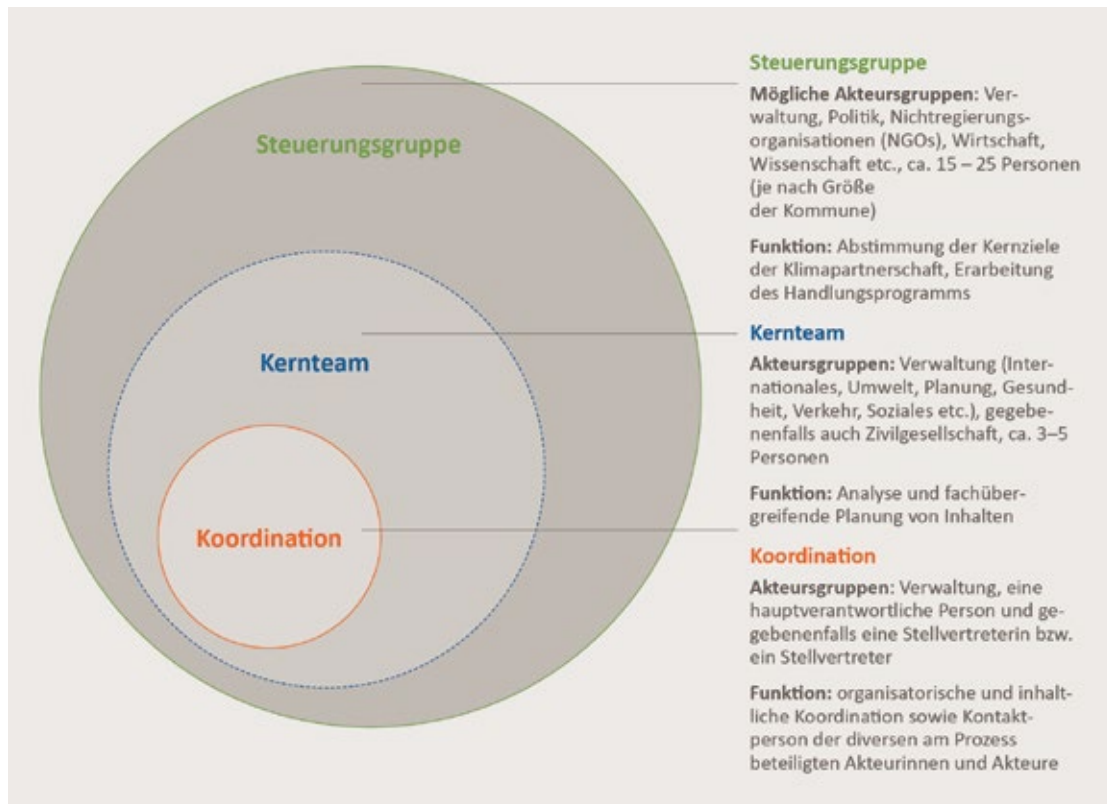 Steuerungsgruppe
Kernteam
Koordination
Steuerungsgruppe
Mögliche Akteursgruppen: Ver-
waltung, Politik, Nichtregierungs-
organisationen (NGOs), Wirtschaft,
Wissenschaft etc., ca. 15 – 25 Personen
(je nach Größe
der Kommune)
Funktion: Abstimmung der Kernziele
der Klimapartnerschaft, Erarbeitung
des Handlungsprogramms
Kernteam
Akteursgruppen: Verwaltung (Inter-
nationales, Umwelt, Planung, Gesund-
heit, Verkehr, Soziales etc.), gegebe-
nenfalls auch Zivilgesellschaft, ca. 3–5
Personen
Funktion: Analyse und fachüber-
greifende Planung von Inhalten
Koordination
Akteursgruppen: Verwaltung, eine
hauptverantwortliche Person und ge-
gebenenfalls eine Stellvertreterin bzw.
ein Stellvertreter
Funktion: organisatorische und inhalt-
liche Koordination sowie Kontakt-
person der diversen am Prozess
beteiligten Akteurinnen und Akteure